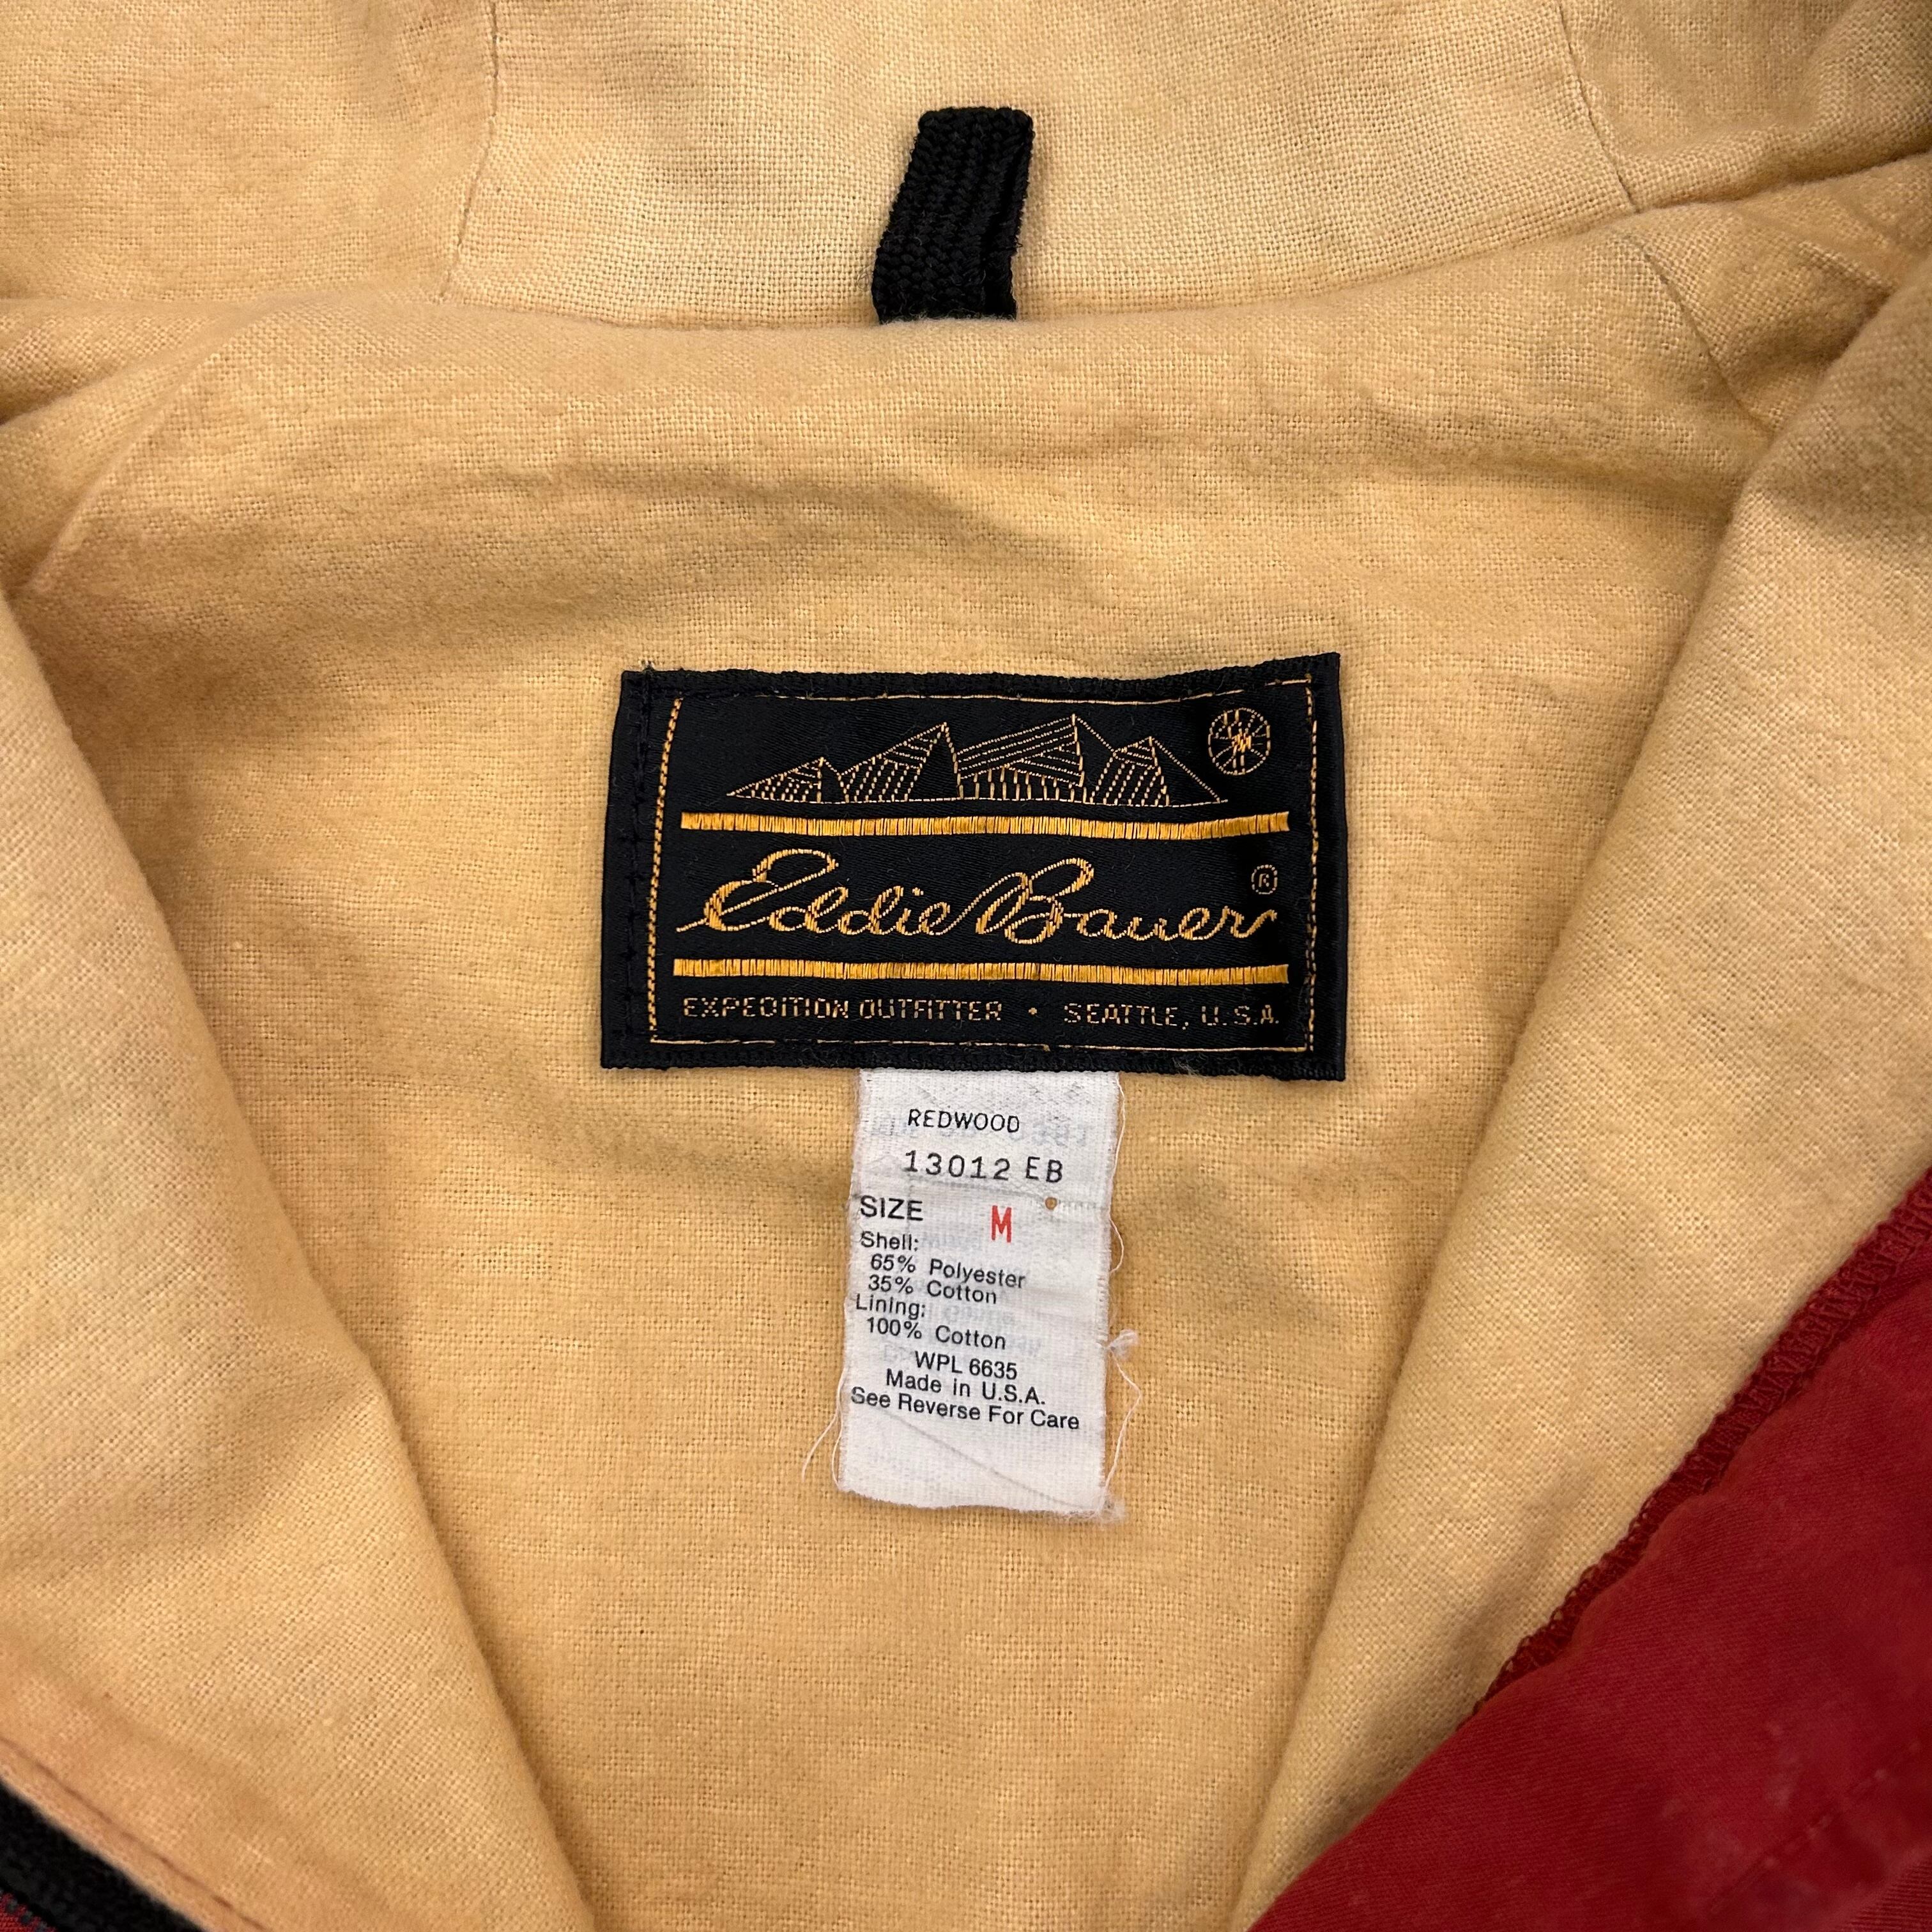 Eddie Bauer ®
EXPEDITION OUTFITTER • SEATTLE, U.S.A.
REDWOOD
13012 EB
SIZE M
Shell:
65% Polyester
35% Cotton
Lining:
100% Cotton
WPL 6635
Made in U.S.A.
See Reverse For Care